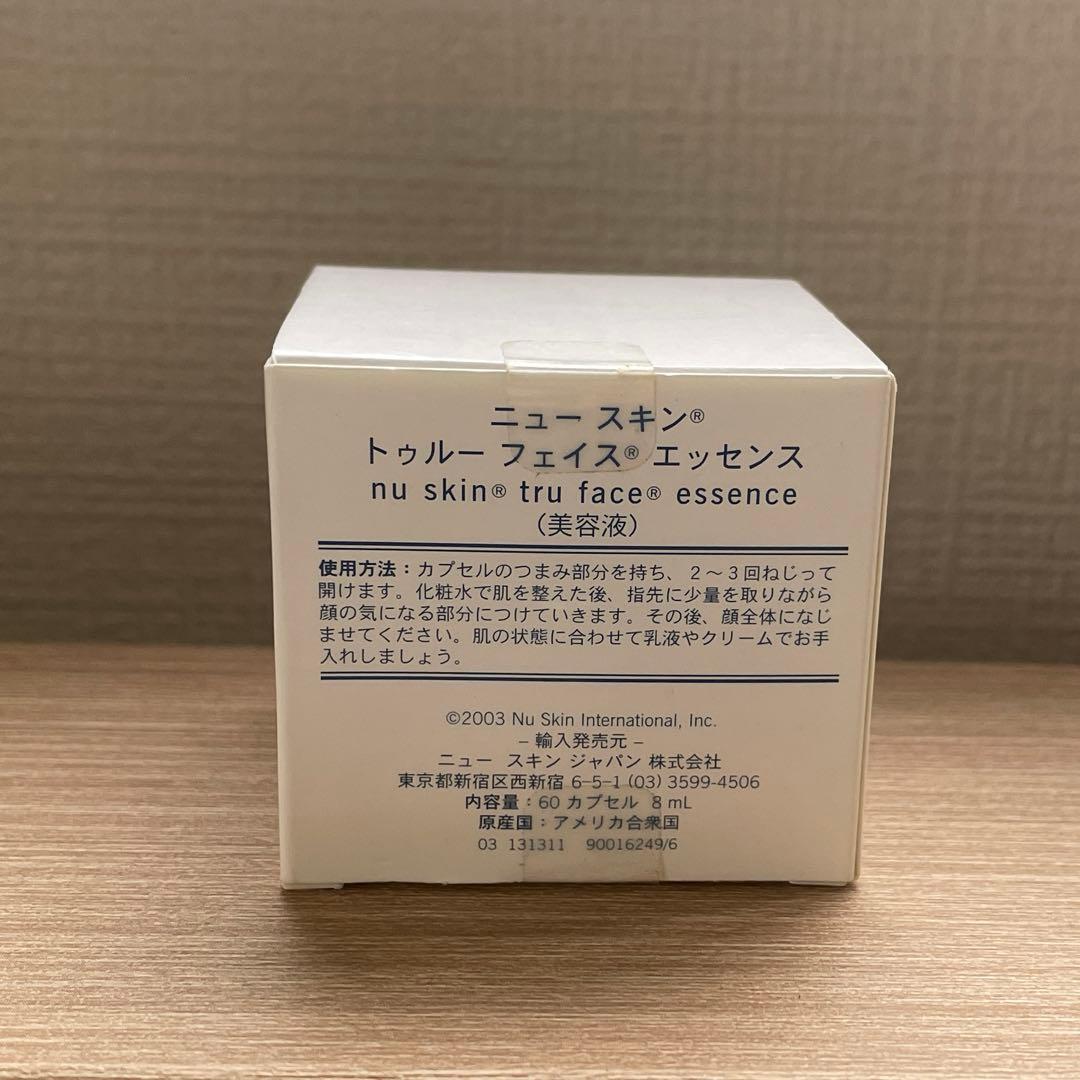 ニュー スキン®
トゥルー フェイス® エッセンス
nu skin® tru face® essence
（美容液）
使用方法：カプセルのつまみ部分を持ち、2～3回ねじって
開けます。化粧水で肌を整えた後、指先に少量を取りながら
顔の気になる部分につけていきます。その後、顔全体になじ
ませてください。肌の状態に合わせて乳液やクリームでお手
入れしましょう。
©2003 Nu Skin International, Inc.
– 輸入発売元 –
ニュー スキン ジャパン 株式会社
東京都新宿区西新宿 6-5-1 (03) 3599-4506
内容量：60 カプセル 8 mL
原産国：アメリカ合衆国
03 131311 90016249/6